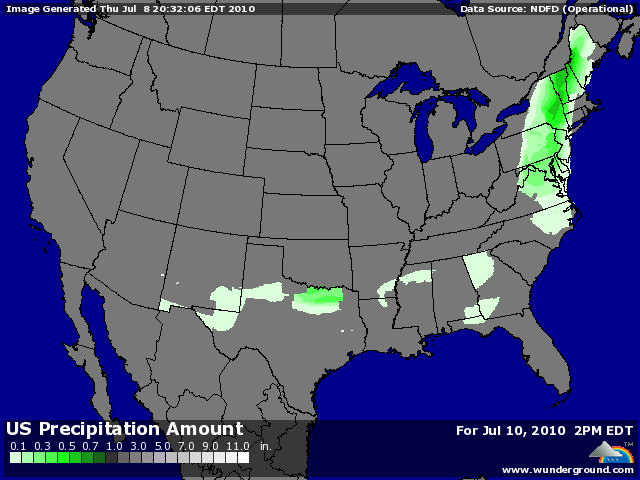 Image Generated Thu Jul 8 20:32:06 EDT 2010 Data Source: NDFD (Operational)
US Precipitation Amount
For Jul 10, 2010 2PM EDT
0.1 0.3 0.5 0.7 1.0 3.0 5.0 7.0 9.0 11.0 in.
TM
www.wunderground.com